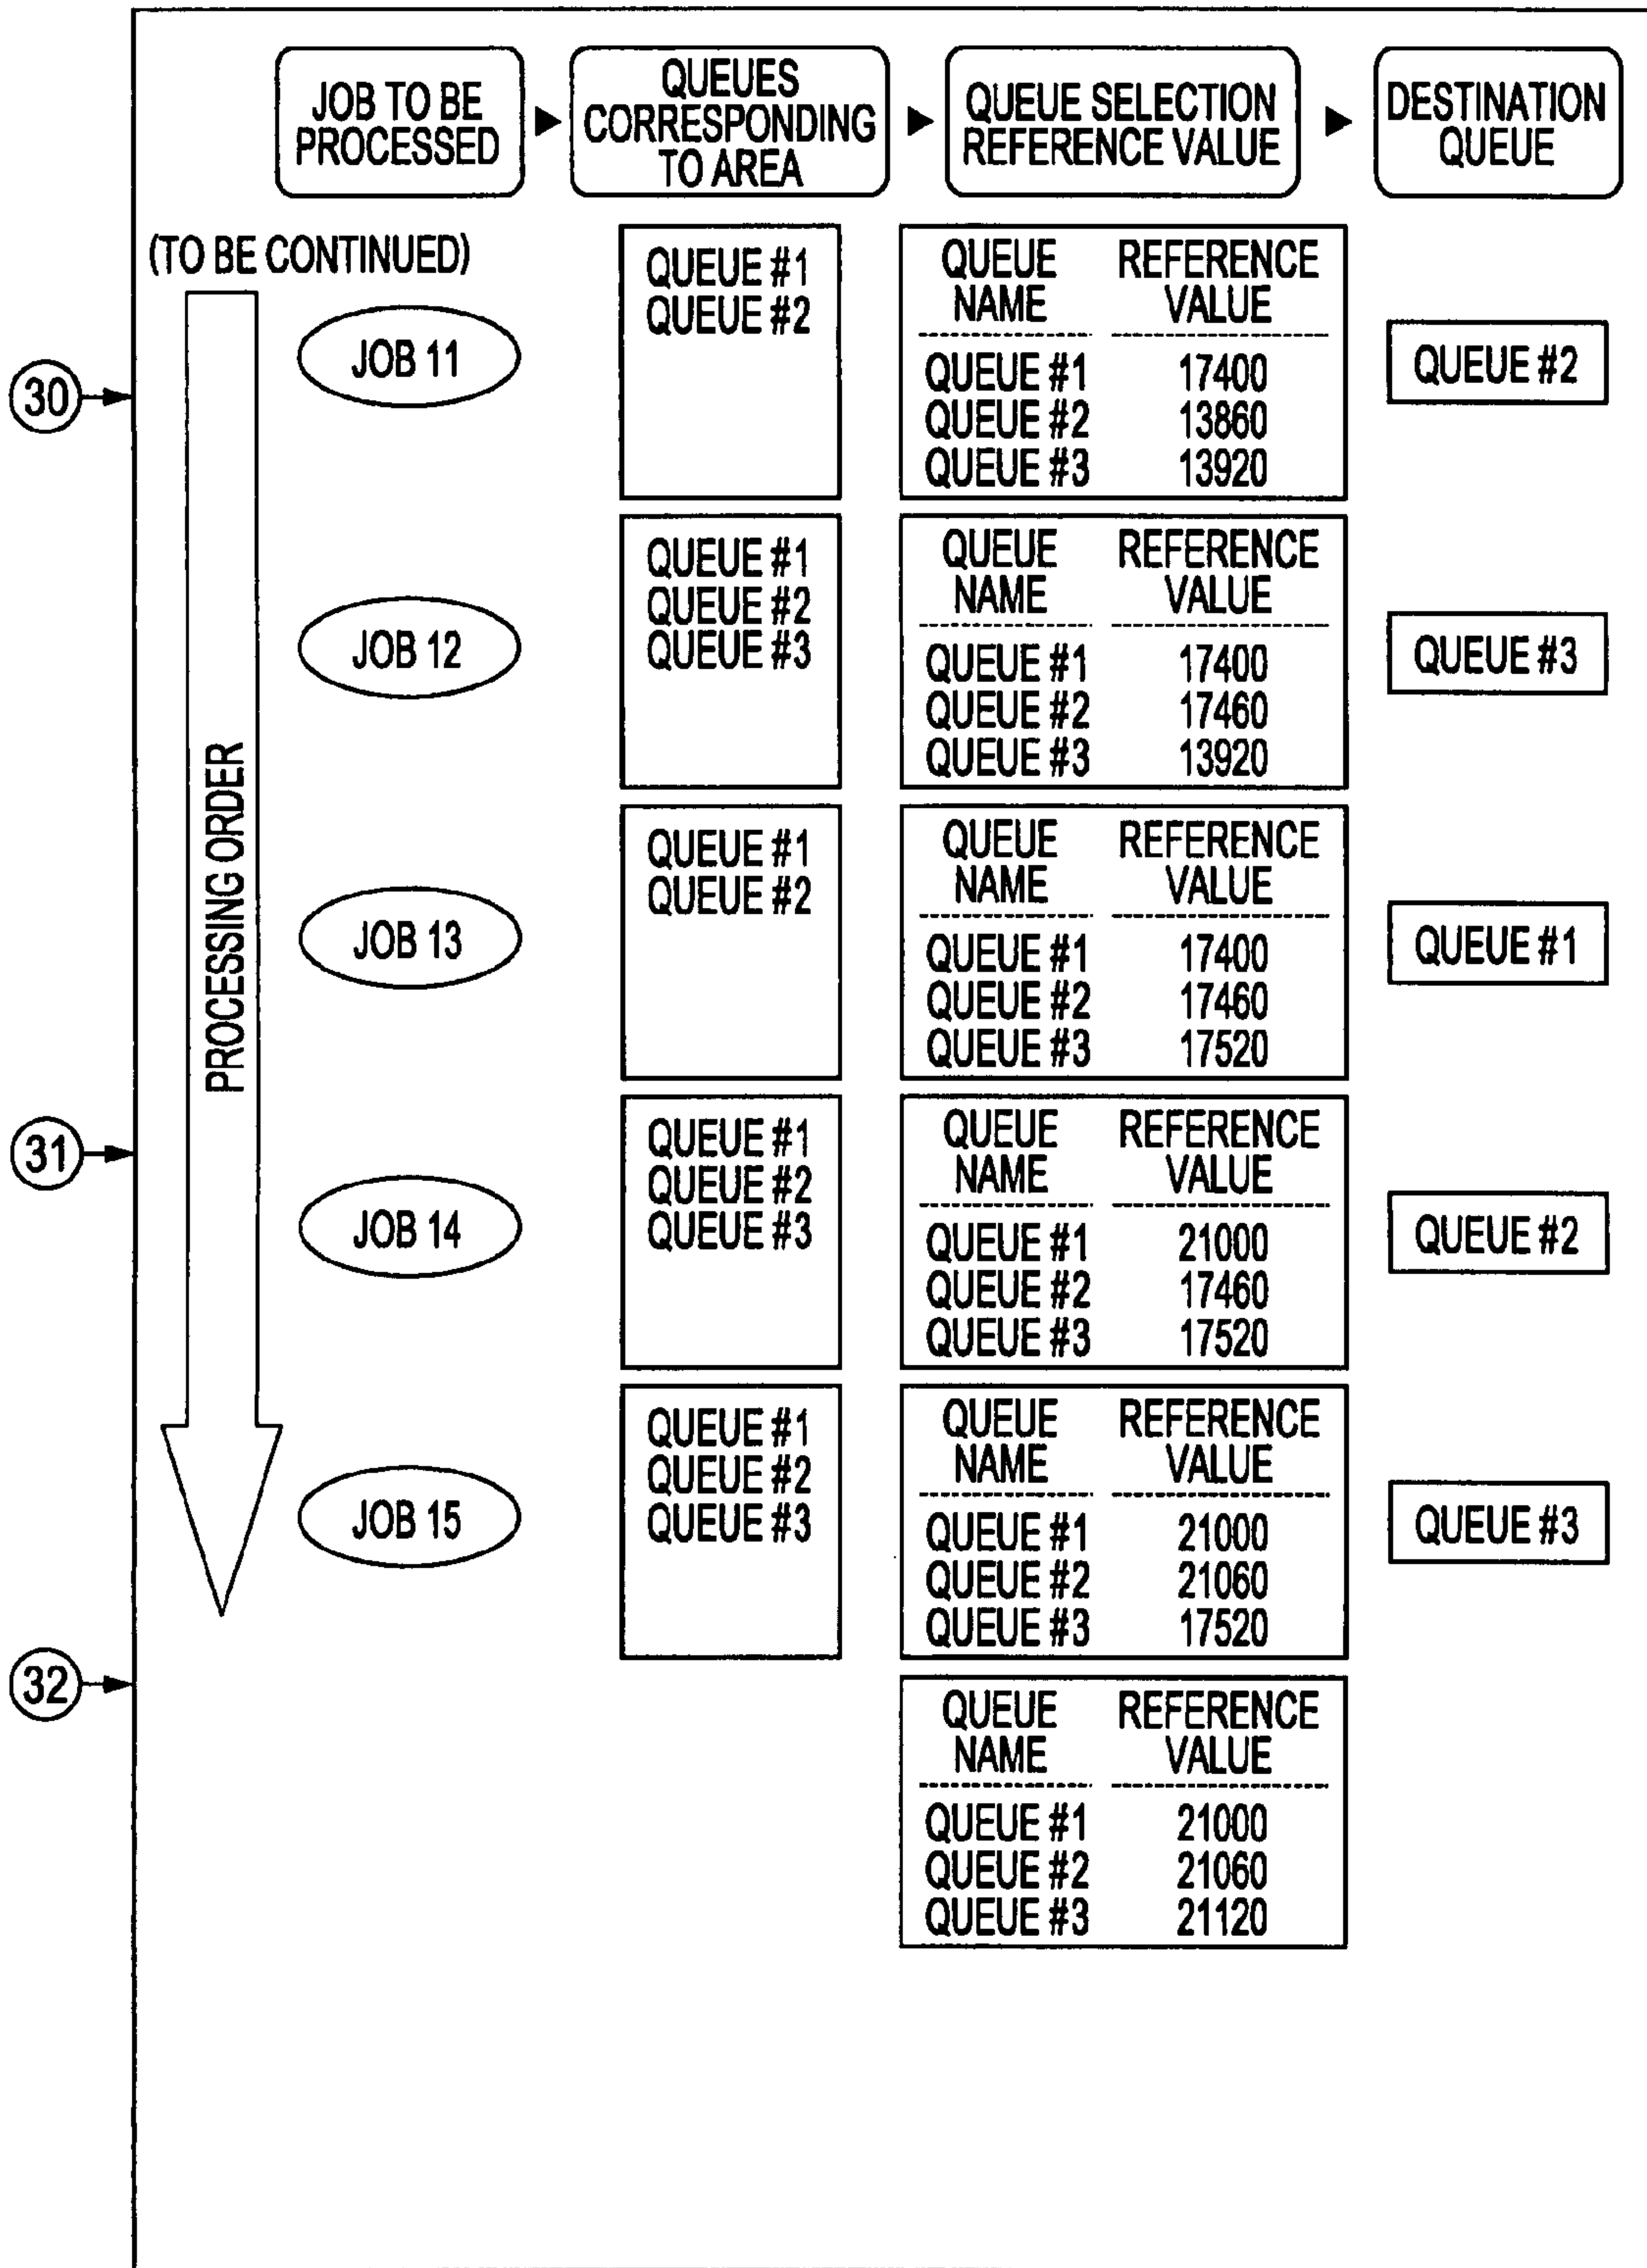 JOB TO BE
PROCESSED
QUEUES
CORRESPONDING
TO AREA
QUEUE SELECTION
REFERENCE VALUE
DESTINATION
QUEUE
(TO BE CONTINUED)
PROCESSING ORDER
30
JOB 11
QUEUE #1
QUEUE #2
QUEUE NAME REFERENCE VALUE
QUEUE #1 17400
QUEUE #2 13860
QUEUE #3 13920
QUEUE #2
JOB 12
QUEUE #1
QUEUE #2
QUEUE #3
QUEUE NAME REFERENCE VALUE
QUEUE #1 17400
QUEUE #2 17460
QUEUE #3 13920
QUEUE #3
JOB 13
QUEUE #1
QUEUE #2
QUEUE NAME REFERENCE VALUE
QUEUE #1 17400
QUEUE #2 17460
QUEUE #3 17520
QUEUE #1
31
JOB 14
QUEUE #1
QUEUE #2
QUEUE #3
QUEUE NAME REFERENCE VALUE
QUEUE #1 21000
QUEUE #2 17460
QUEUE #3 17520
QUEUE #2
JOB 15
QUEUE #1
QUEUE #2
QUEUE #3
QUEUE NAME REFERENCE VALUE
QUEUE #1 21000
QUEUE #2 21060
QUEUE #3 17520
QUEUE #3
32
QUEUE NAME REFERENCE VALUE
QUEUE #1 21000
QUEUE #2 21060
QUEUE #3 21120